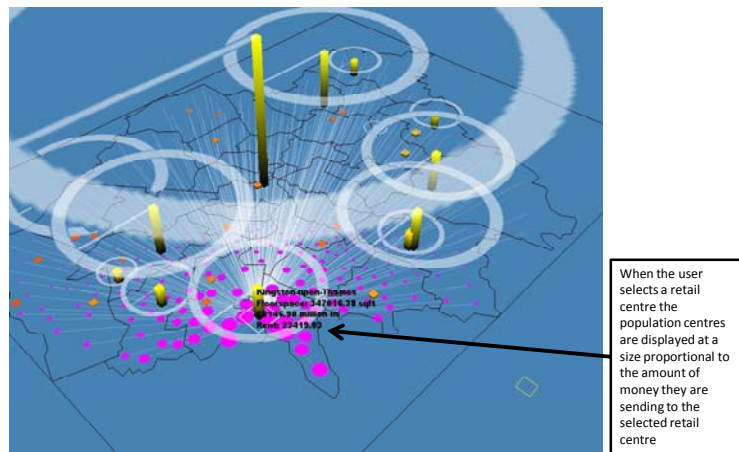 Kingston-upon-Thames
Floorspace: 347816.38 sqft
Rent: 23419.03
When the user
selects a retail
centre the
population centres
are displayed at a
size proportional to
the amount of
money they are
sending to the
selected retail
centre